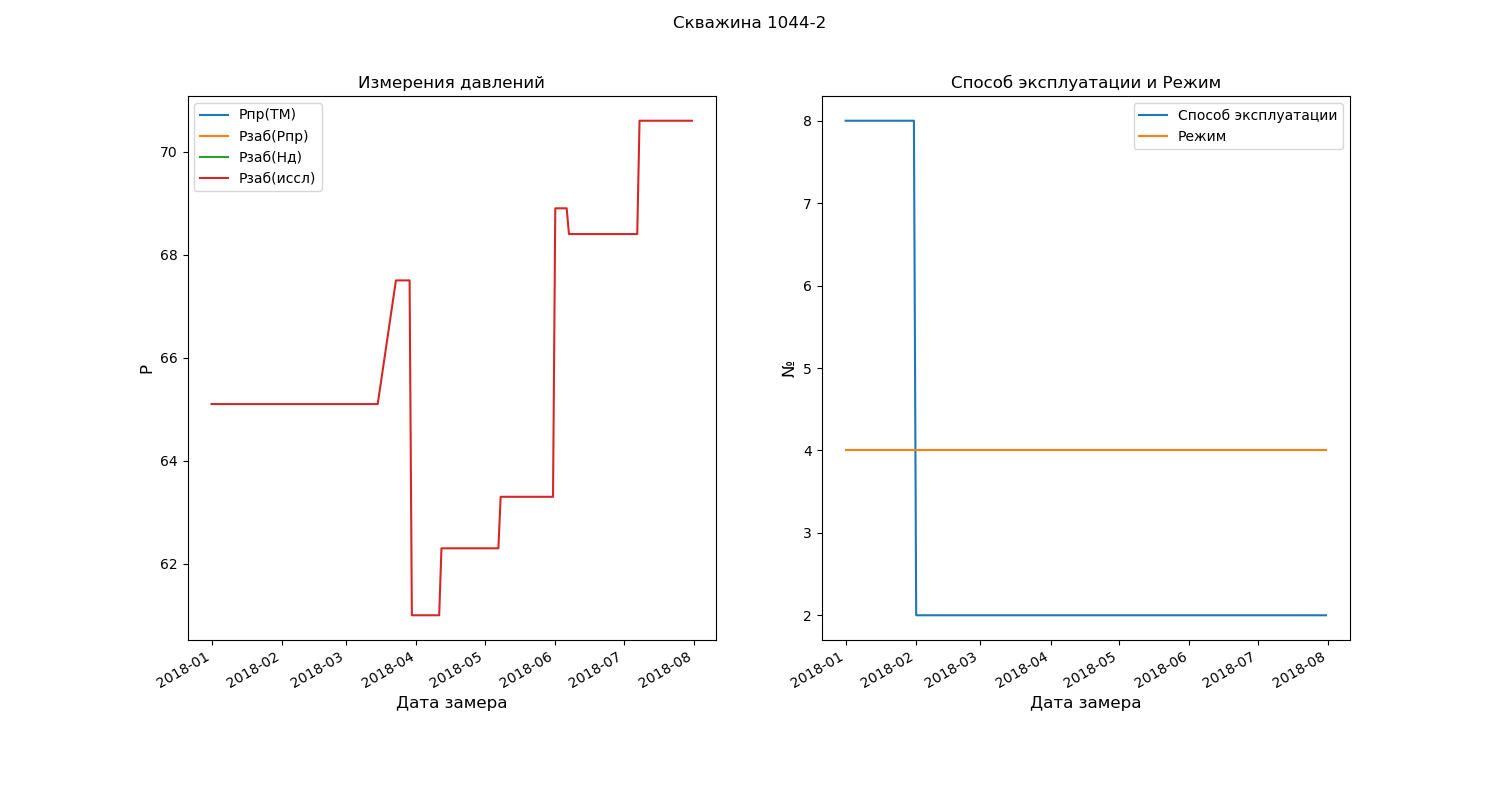 Скважина 1044-2
Измерения давлений
Рпр(ТМ)
Рзаб(Рпр)
Рзаб(Нд)
Рзаб(иссл)
70
68
66
64
62
P
2018-01
2018-02
2018-03
2018-04
2018-05
2018-06
2018-07
2018-08
Дата замера
Способ эксплуатации и Режим
Способ эксплуатации
Режим
8
7
6
5
4
3
2
№
2018-01
2018-02
2018-03
2018-04
2018-05
2018-06
2018-07
2018-08
Дата замера